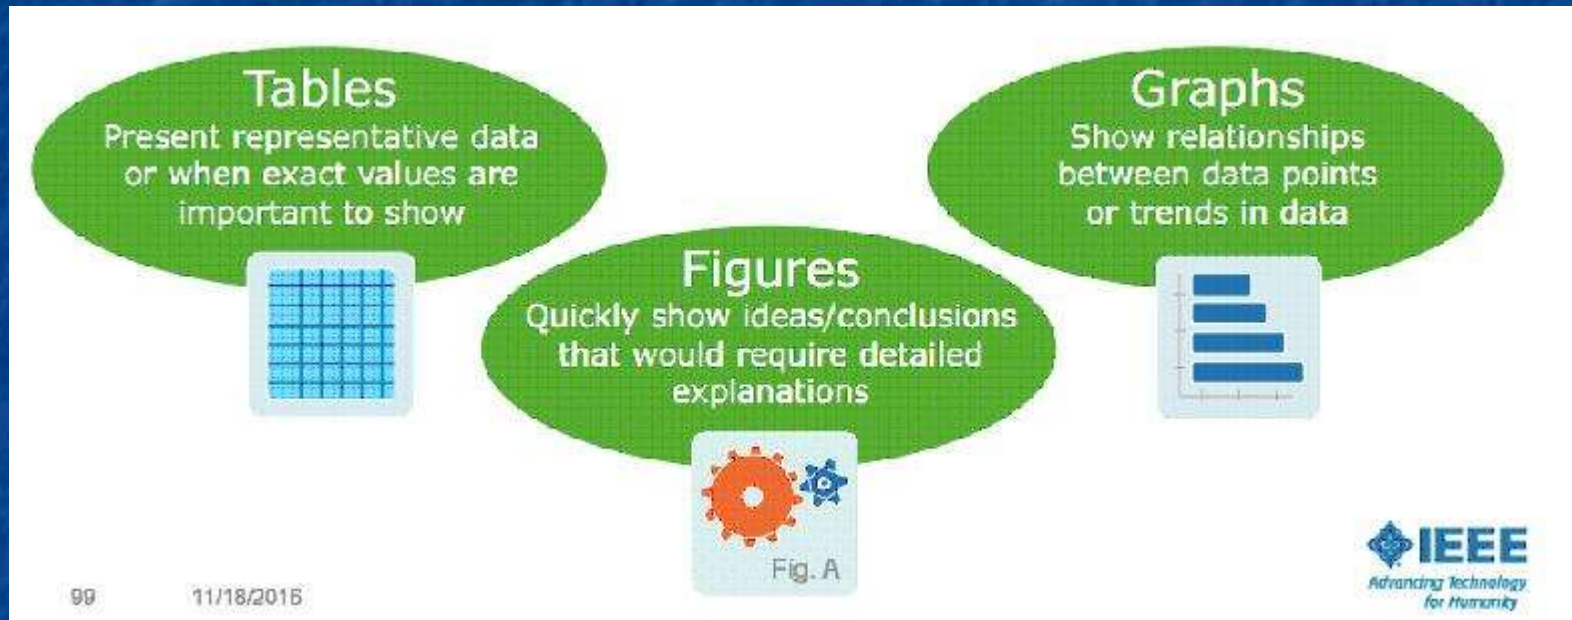 Tables
Present representative data
or when exact values are
important to show
Figures
Quickly show ideas/conclusions
that would require detailed
explanations
Fig. A
Graphs
Show relationships
between data points
or trends in data
99
11/18/2016
IEEE
Advancing Technology
for Humanity